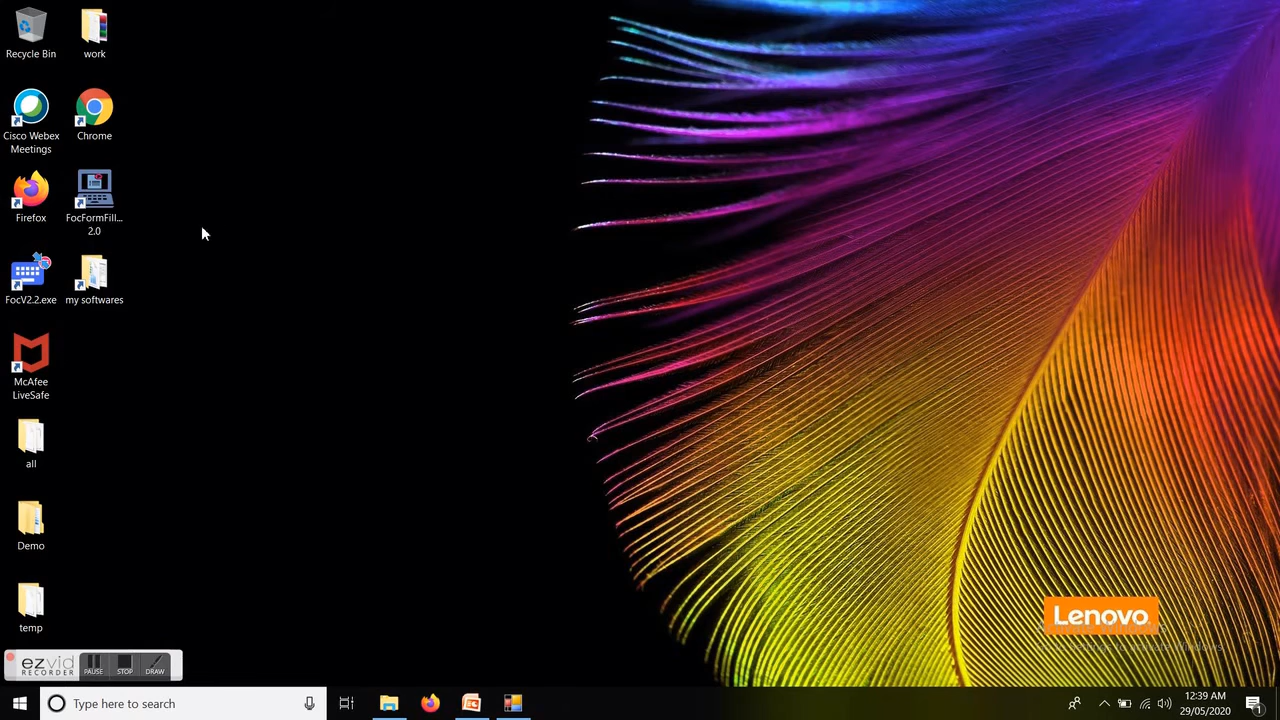 Recycle Bin
work
Cisco Webex
Meetings
Chrome
Firefox
FocFormFill...
2.0
FocV2.2.exe
my softwares
McAfee
LiveSafe
all
Demo
temp
Lenovo
ezvid
RECORDER
PAUSE
STOP
DRAW
Type here to search
12:39 AM
29/05/2020
1